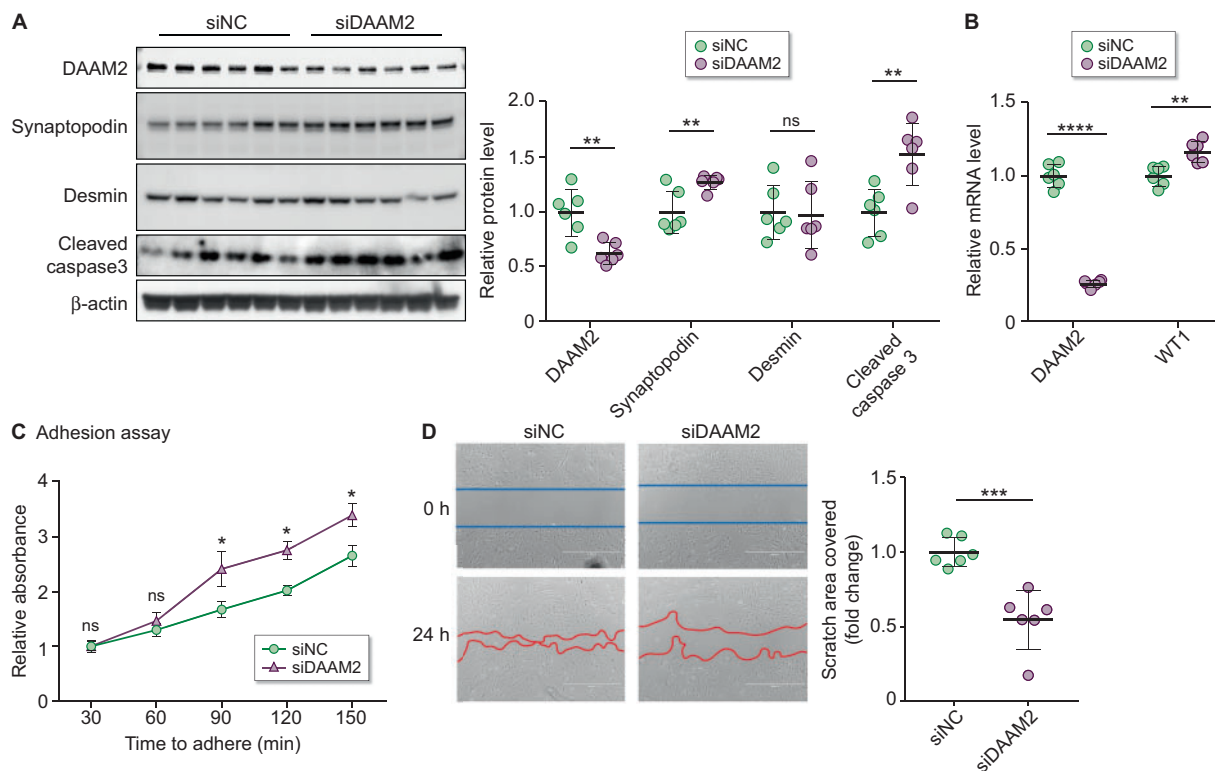 A
siNC siDAAM2
DAAM2
Synaptopodin
Desmin
Cleaved
caspase3
β-actin
siNC
siDAAM2
Relative protein level
2.0
1.5
1.0
0.5
0
**
**
ns
**
DAAM2
Synaptopodin
Desmin
Cleaved
caspase 3
B
siNC
siDAAM2
Relative mRNA level
1.5
1.0
0.5
0
****
**
DAAM2
WT1
C Adhesion assay
Relative absorbance
4
3
2
1
0
ns
ns
*
*
*
siNC
siDAAM2
30 60 90 120 150
Time to adhere (min)
D
siNC siDAAM2
0 h
24 h
Scratch area covered
(fold change)
1.5
1.0
0.5
0
***
siNC
siDAAM2